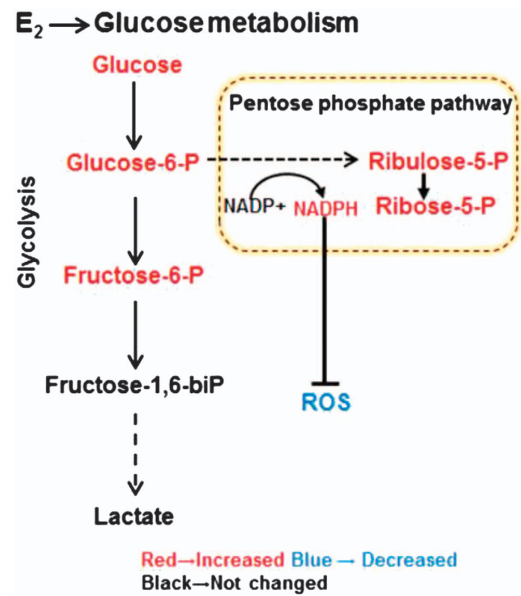 E₂→Glucose metabolism
Glucose
Pentose phosphate pathway
Glucose-6-P
Ribulose-5-P
NADP+ NADPH Ribose-5-P
Glycolysis
Fructose-6-P
Fructose-1,6-biP
ROS
Lactate
Red→Increased Blue → Decreased
Black→Not changed